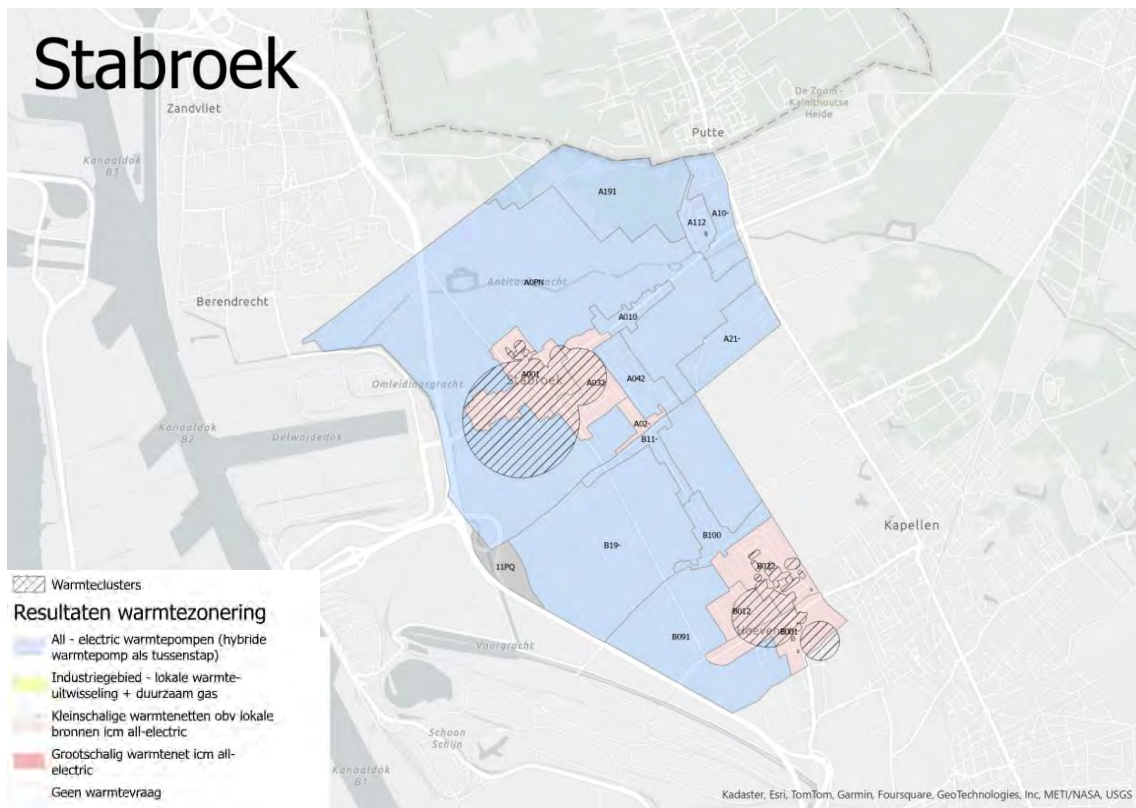 Stabroek
Zandvliet
De Zoom -
Kalmthoutse
Heide
Putte
Kanaaldok
B3
A191
A10-
A112
Antitankgracht
A0PN
Berendrecht
A010
A21-
Omleidingsgracht
A001
Stabroek
A032
A042
Kanaaldok
B2
Delwaidedok
A02-
B11-
Kapellen
B100
B19-
11PQ
B022-
B012
Hoevenen
B001-
B091
Voorgracht
Schoon
Schijn
Kanaaldok
B1
Warmteclusters
Resultaten warmtezonering
All - electric warmtepompen (hybride
warmtepomp als tussenstap)
Industriegebied - lokale warmte-
uitwisseling + duurzaam gas
Kleinschalige warmtenetten obv lokale
bronnen icm all-electric
Grootschalig warmtenet icm all-
electric
Geen warmtevraag
Kadaster, Esri, TomTom, Garmin, Foursquare, GeoTechnologies, Inc, METI/NASA, USGS